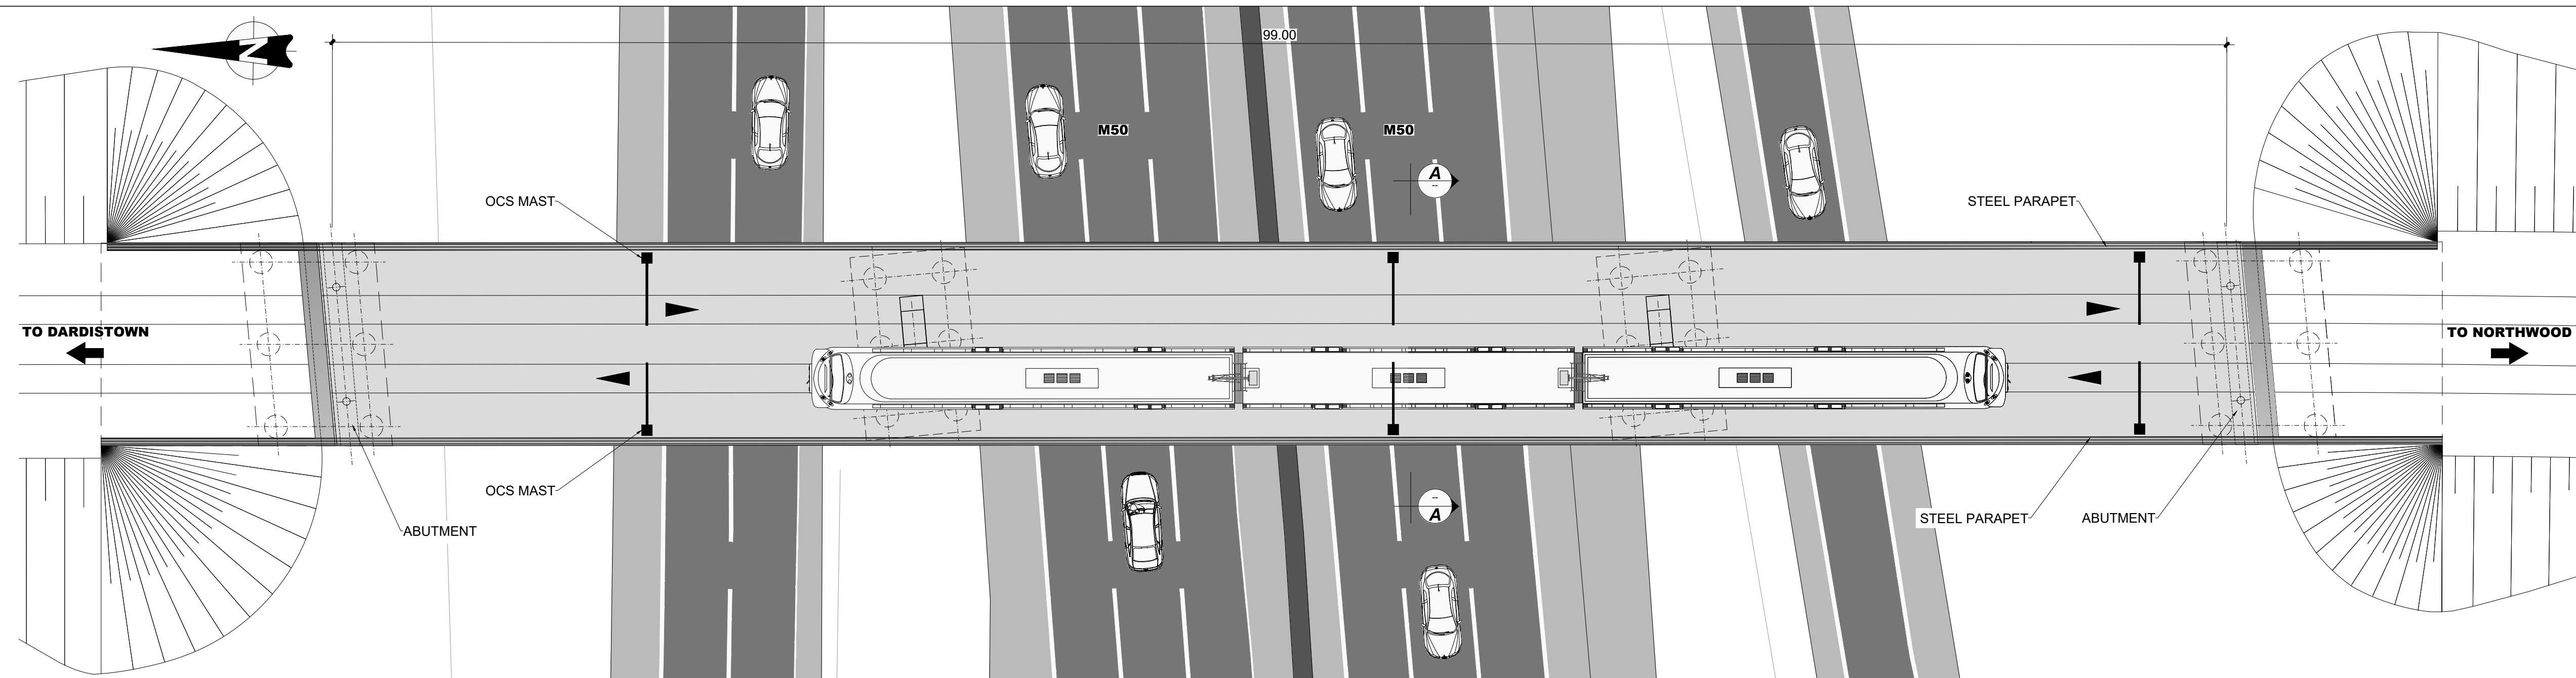 N
99.00
M50
M50
A
--
OCS MAST
STEEL PARAPET
TO DARDISTOWN
TO NORTHWOOD
OCS MAST
--
A
ABUTMENT
STEEL PARAPET
ABUTMENT